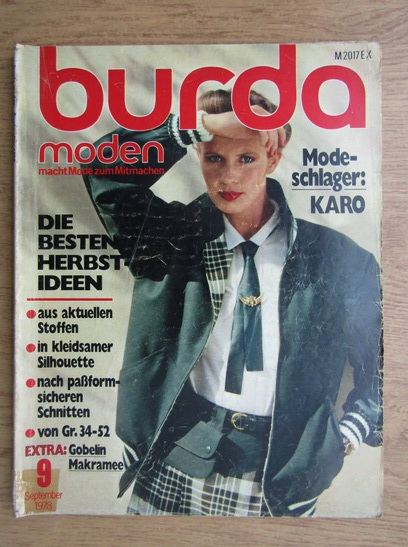 M2017EX
burda
moden
macht Mode zum Mitmachen
Mode-
schlager:
KARO
DIE
BESTEN
HERBST-
IDEEN
aus aktuellen
Stoffen
in kleidsamer
Silhouette
nach paßform-
sicheren
Schnitten
von Gr. 34-52
EXTRA: Gobelin
Makramee
9
September
1978